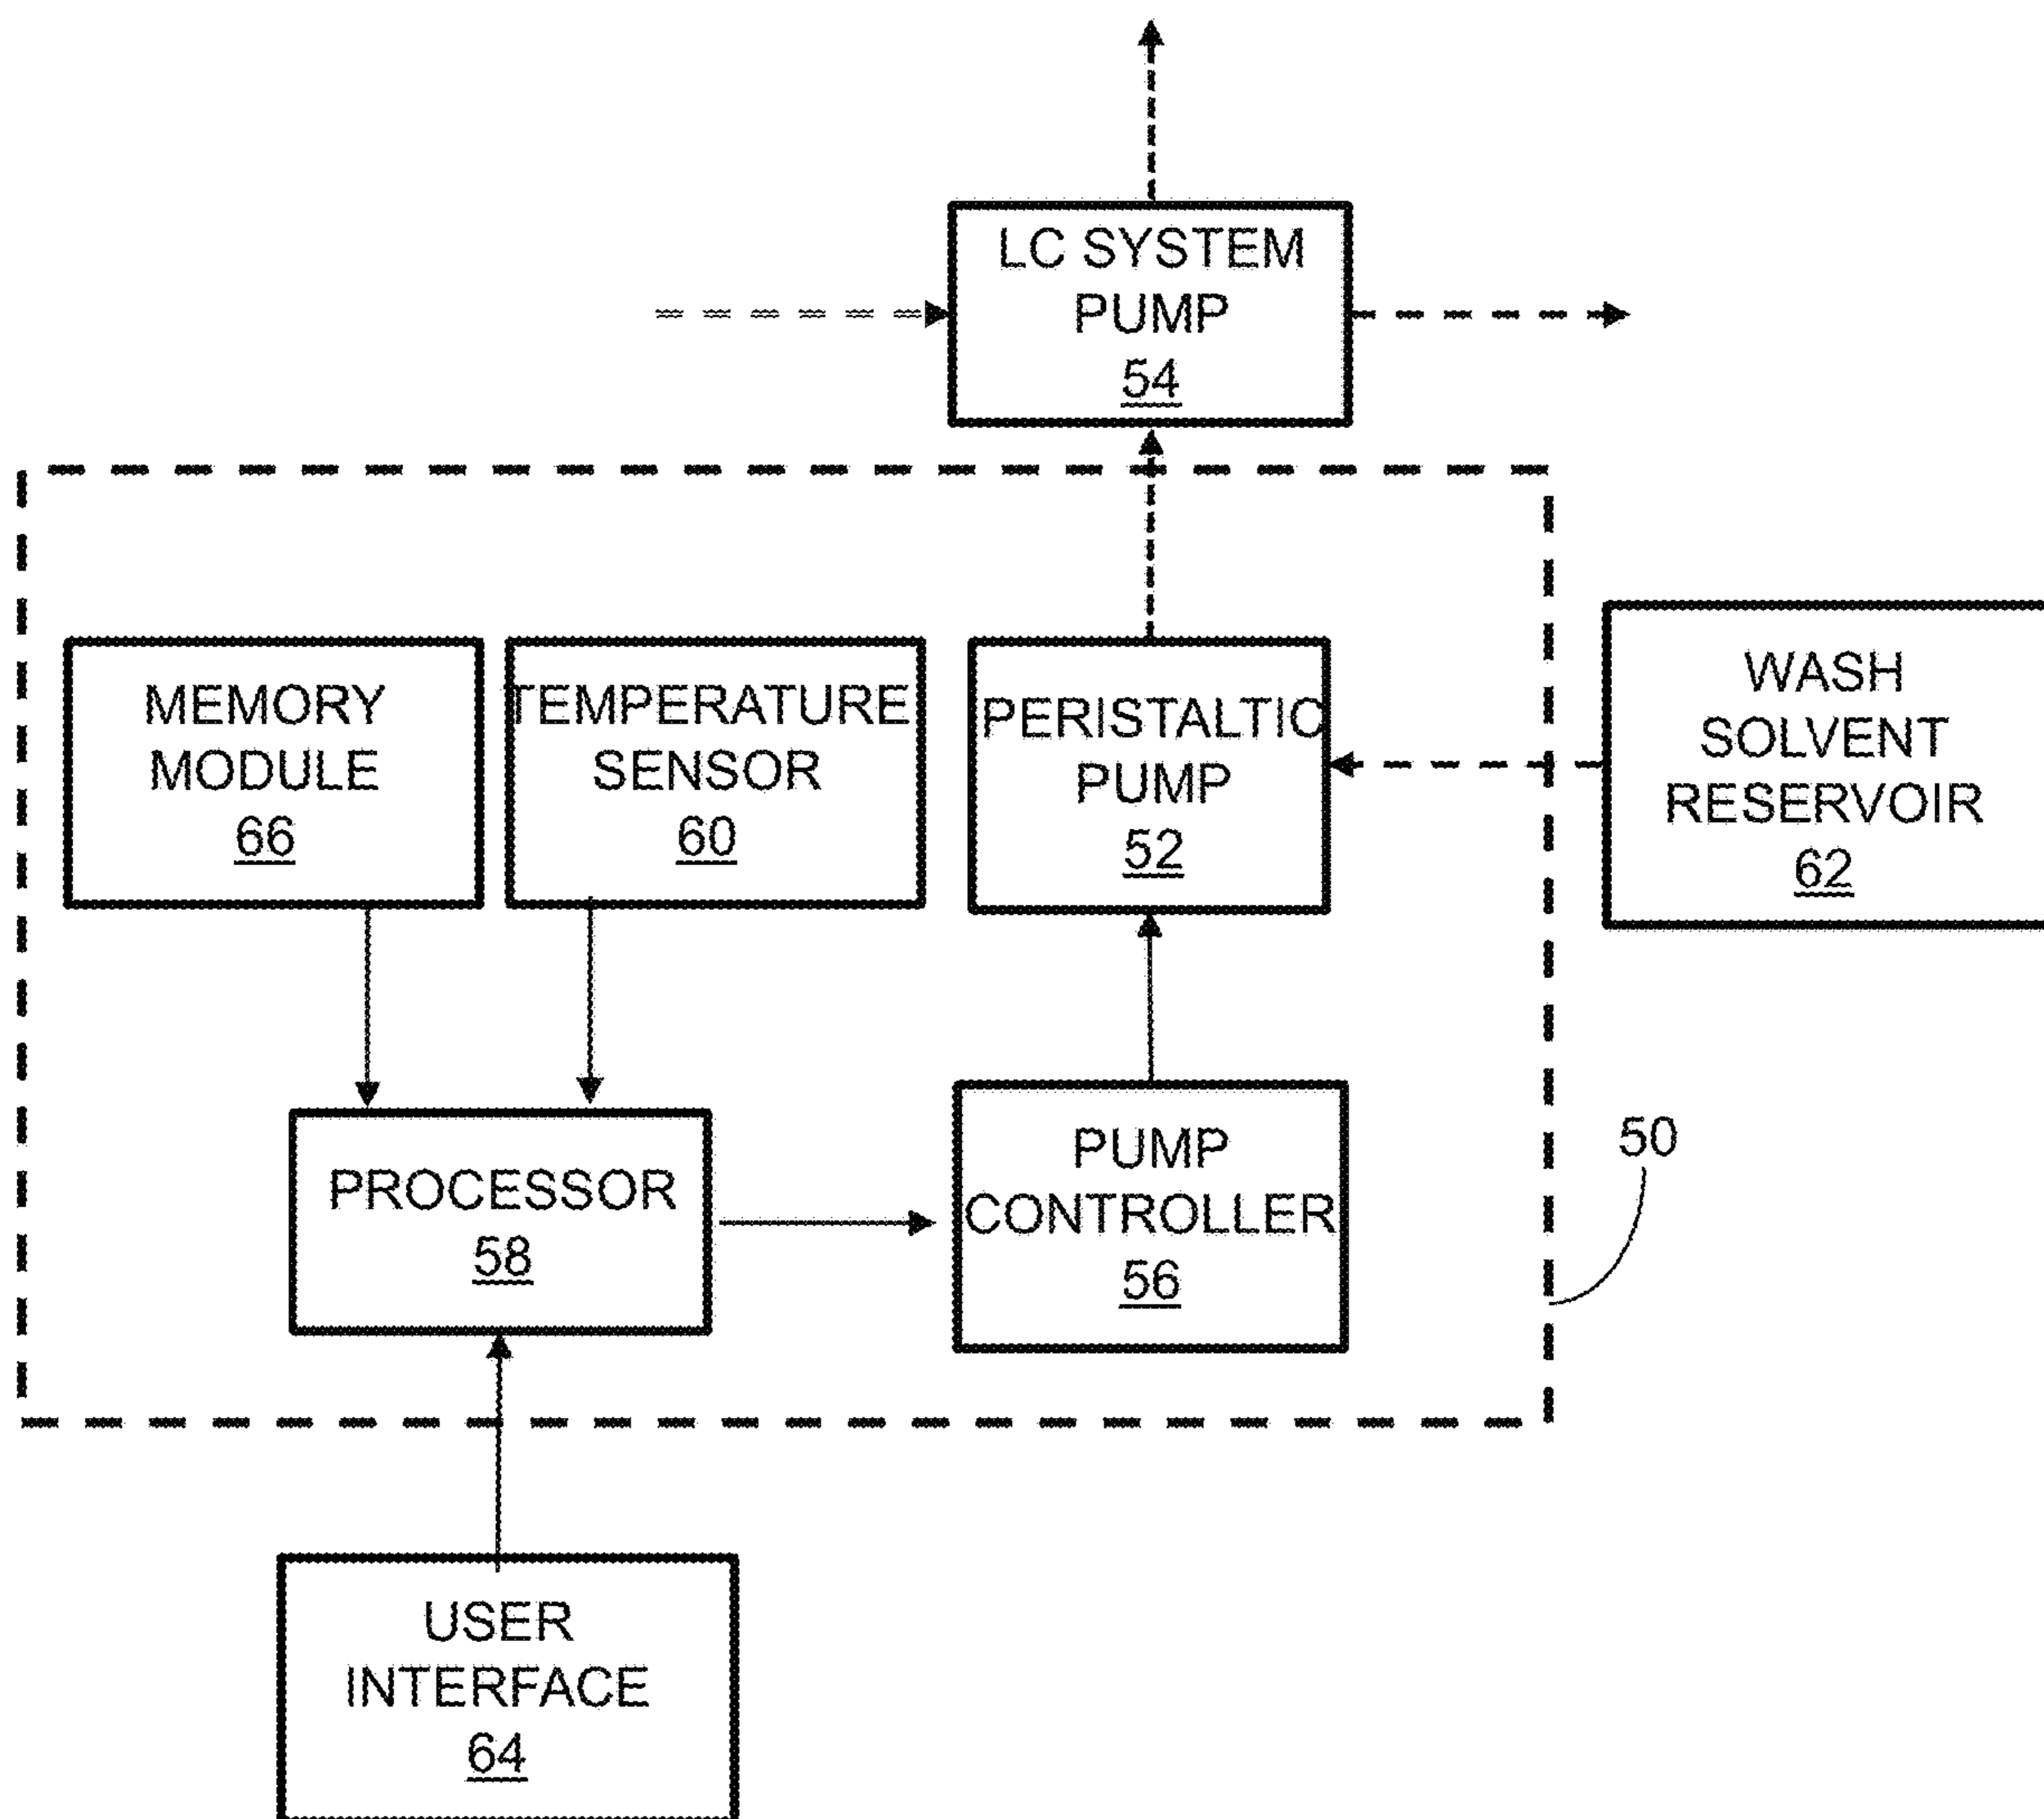 LC SYSTEM
PUMP
54
MEMORY
MODULE
66
TEMPERATURE
SENSOR
60
PERISTALTIC
PUMP
52
WASH
SOLVENT
RESERVOIR
62
PROCESSOR
58
PUMP
CONTROLLER
56
50
USER
INTERFACE
64